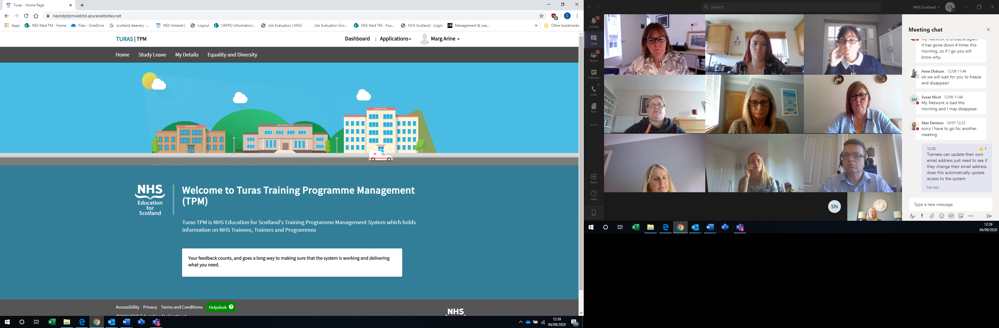 Turas - Home Page
nesndptpmwebtst.azurewebsites.net
2
C
Apps
NES Med TM - Home
Files - OneDrive
scotland deanery -...
NES Intranet |
Logout
UKFPO Information...
Job Evaluation | MSG
Job Evaluation Gro...
NES Med TM - Fou...
NHS Scotland - Login
CMI
Management & Lea...
»
Other bookmarks
TURAS | TPM
Dashboard | Applications
Marg Arine
Home
Study Leave
My Details
Equality and Diversity
SCHOOL
UNIVERSITY
HOSPITAL
NHS
Education
for
Scotland
Welcome to Turas Training Programme Management
(TPM)
Turas TPM is NHS Education for Scotland's Training Programme Management System which holds
information on NHS Trainees, Trainers and Programmes
Your feedback counts, and goes a long way to making sure that the system is working and delivering
what you need.
Accessibility
Privacy
Terms and Conditions
Helpdesk ?
©2020 NHS Education for Scotland
NHS
12:39
04/09/2020
20
Search
NHS Scotland
CR
5
Activity
Chat
Teams
Calendar
Calls
Files
Apps
Help
SN
Meeting chat
My Network is unstable again,
it has gone down 4 times this
morning, so if I go you will
know why.
Anne Dickson 12/06 11:44
ok we will wait for you to freeze
and disappear!
SN
Susan Nicol 12/06 11:48
My Network is bad this
morning and I may disappear.
Alan Denison 10/07 12:23
sorry I have to go for another
meeting
12:38
1
Trainees can update their own
email address just need to see if
they change their email address
does this automatically update
access to the system
See less
Type a new message
GIF
12:39
04/09/2020